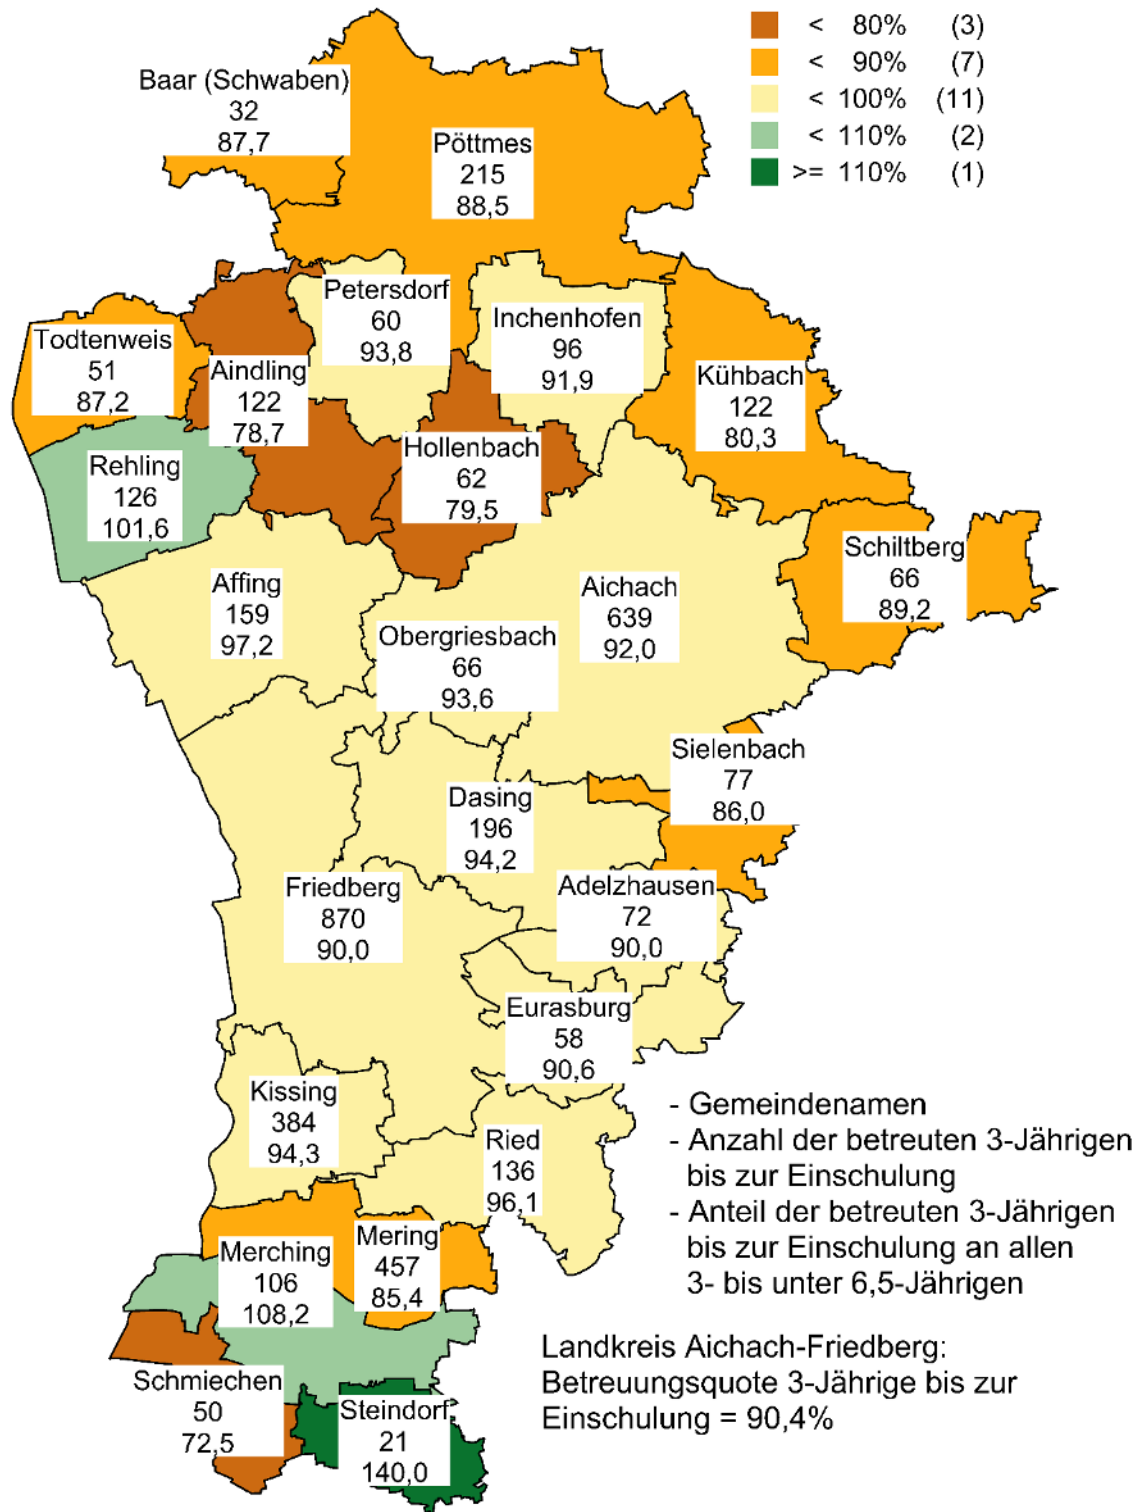 < 80% (3)
< 90% (7)
< 100% (11)
< 110% (2)
>= 110% (1)
Baar (Schwaben)
32
87,7
Pöttmes
215
88,5
Petersdorf
60
93,8
Inchenhofen
96
91,9
Todtenweis
51
87,2
Aindling
122
78,7
Kühbach
122
80,3
Hollenbach
62
79,5
Rehling
126
101,6
Schiltberg
66
89,2
Affing
159
97,2
Aichach
639
92,0
Obergriesbach
66
93,6
Sielenbach
77
86,0
Dasing
196
94,2
Friedberg
870
90,0
Adelzhausen
72
90,0
Eurasburg
58
90,6
Kissing
384
94,3
Ried
136
96,1
Mering
457
85,4
Merching
106
108,2
Schmiechen
50
72,5
Steindorf
21
140,0
- Gemeindenamen
- Anzahl der betreuten 3-Jährigen
bis zur Einschulung
- Anteil der betreuten 3-Jährigen
bis zur Einschulung an allen
3- bis unter 6,5-Jährigen
Landkreis Aichach-Friedberg:
Betreuungsquote 3-Jährige bis zur
Einschulung = 90,4%